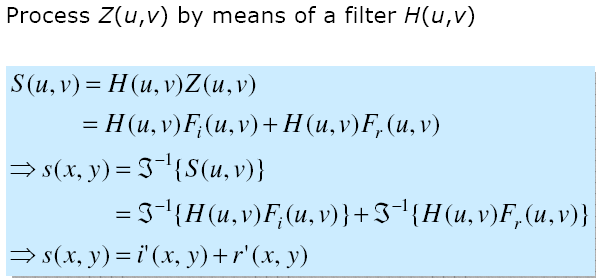 Process Z(u,v) by means of a filter H(u,v)
S(u, v) = H(u, v)Z(u, v)
= H(u, v)F_i(u, v) + H(u, v)F_r(u, v)
⇒ s(x, y) = ℑ⁻¹{S(u, v)}
= ℑ⁻¹{H(u, v)F_i(u, v)} + ℑ⁻¹{H(u, v)F_r(u, v)}
⇒ s(x, y) = i'(x, y) + r'(x, y)